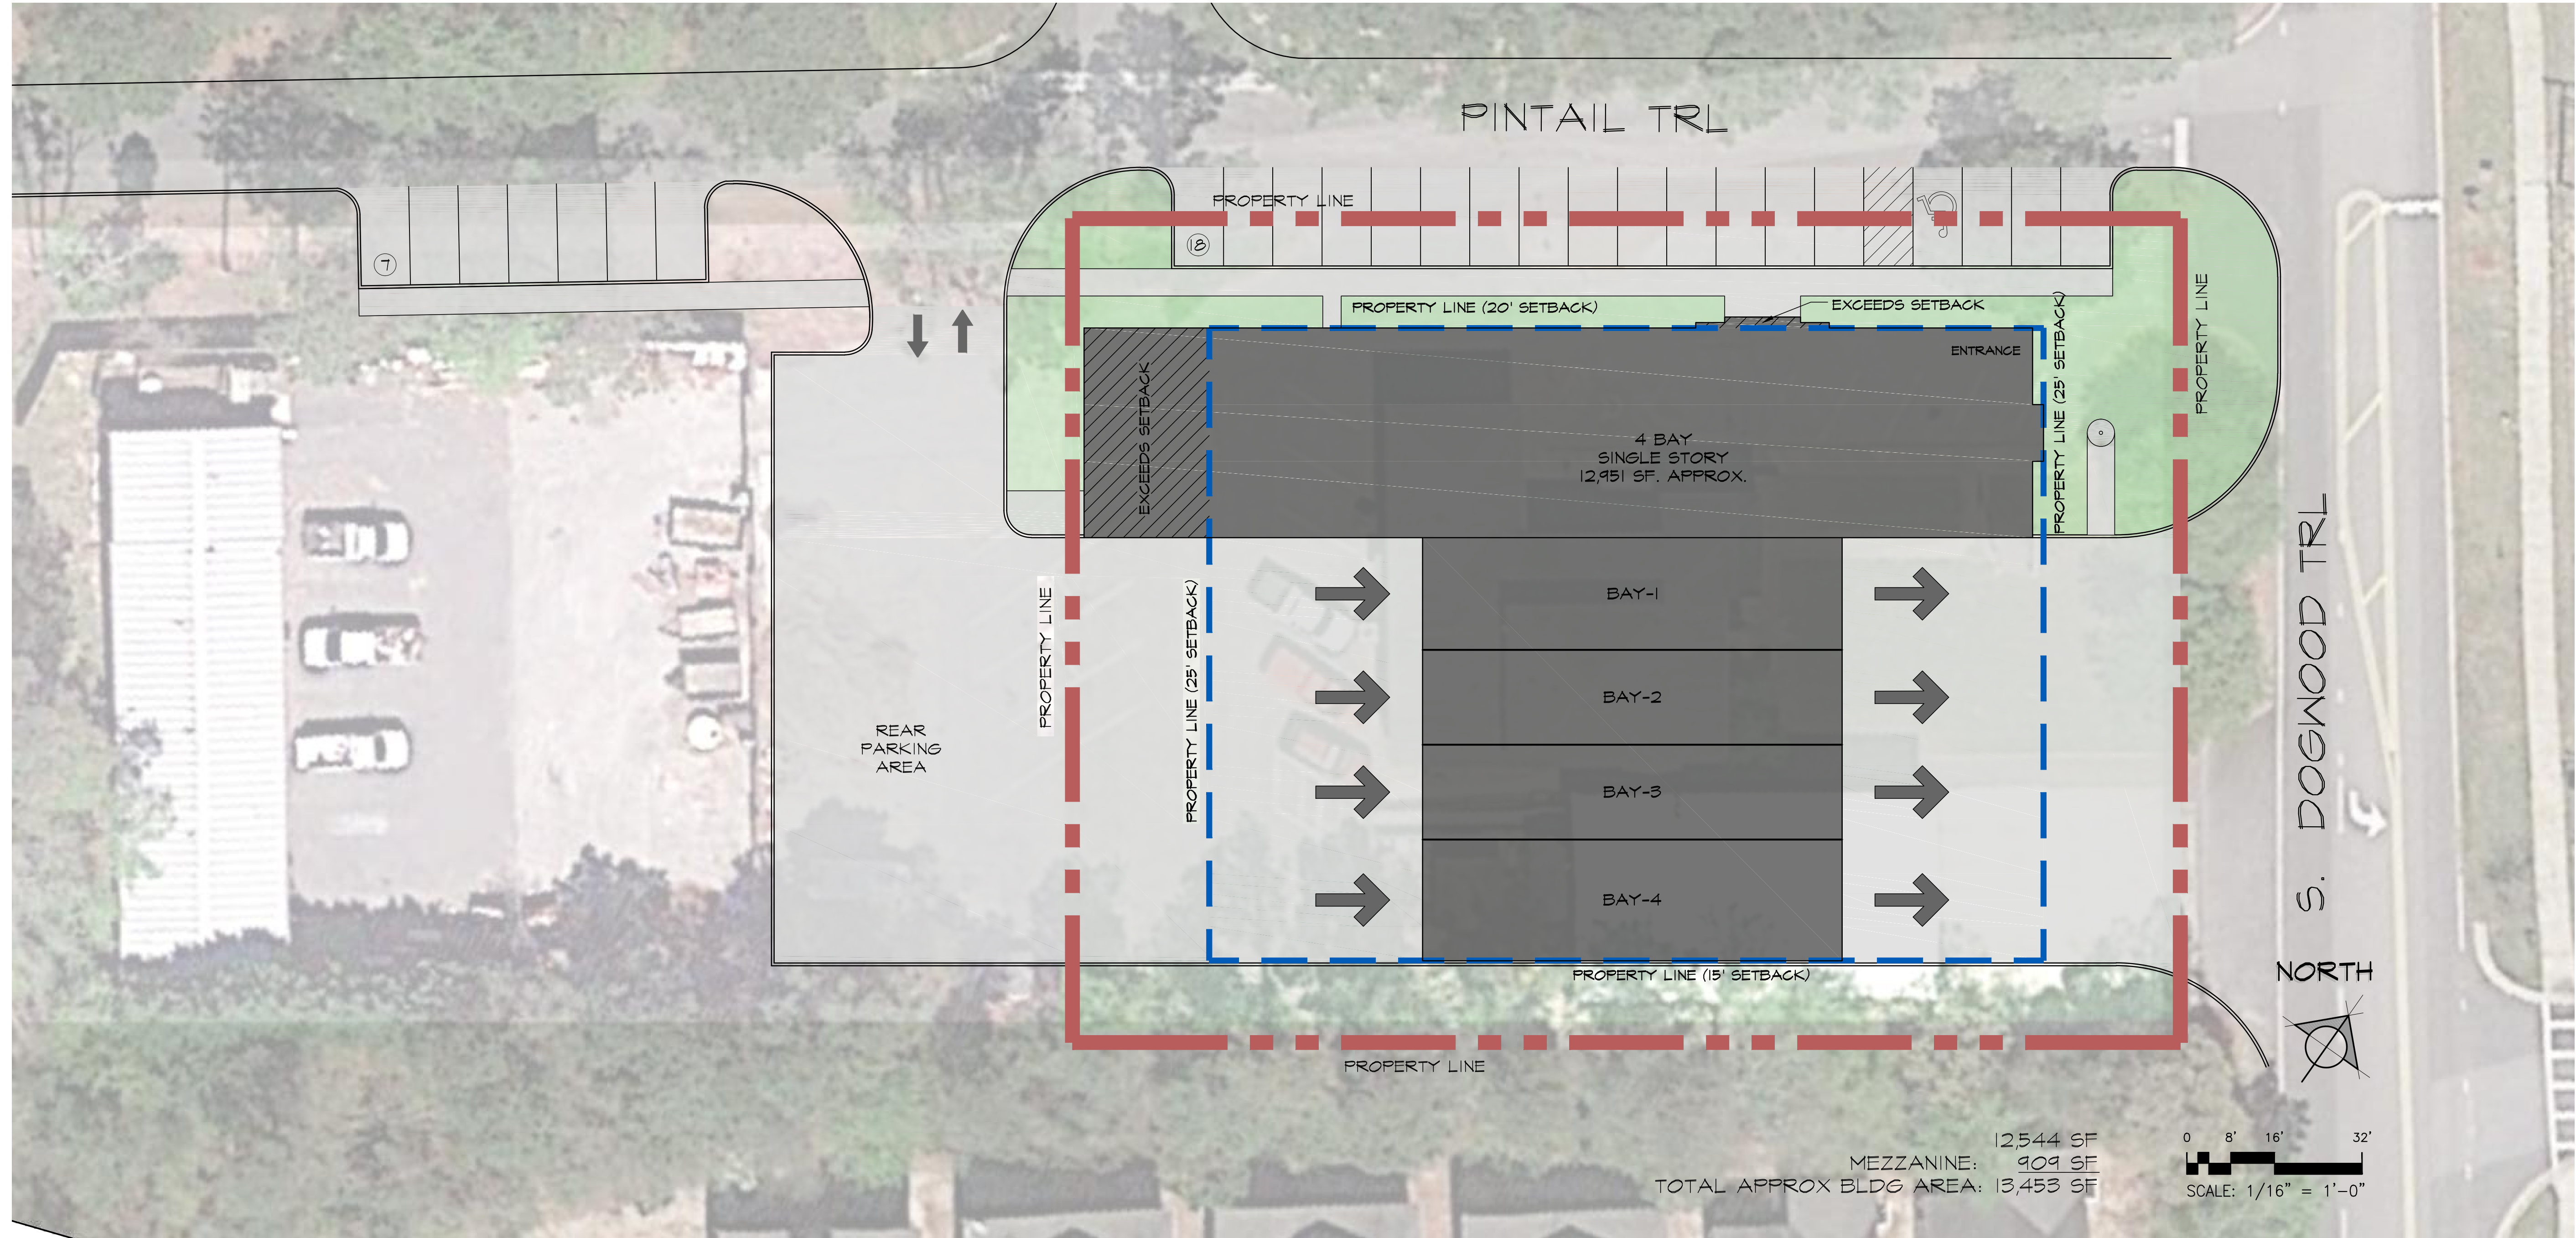 PINTAIL TRL
PROPERTY LINE
7
18
PROPERTY LINE (20' SETBACK)
EXCEEDS SETBACK
ENTRANCE
EXCEEDS SETBACK
PROPERTY LINE (25' SETBACK)
PROPERTY LINE
4 BAY
SINGLE STORY
12,951 SF. APPROX.
S. DOGWOOD TRL
PROPERTY LINE
PROPERTY LINE (25' SETBACK)
BAY-1
BAY-2
BAY-3
BAY-4
REAR
PARKING
AREA
PROPERTY LINE (15' SETBACK)
PROPERTY LINE
NORTH
12,544 SF
MEZZANINE: 909 SF
TOTAL APPROX BLDG AREA: 13,453 SF
0 8' 16' 32'
SCALE: 1/16" = 1'-0"